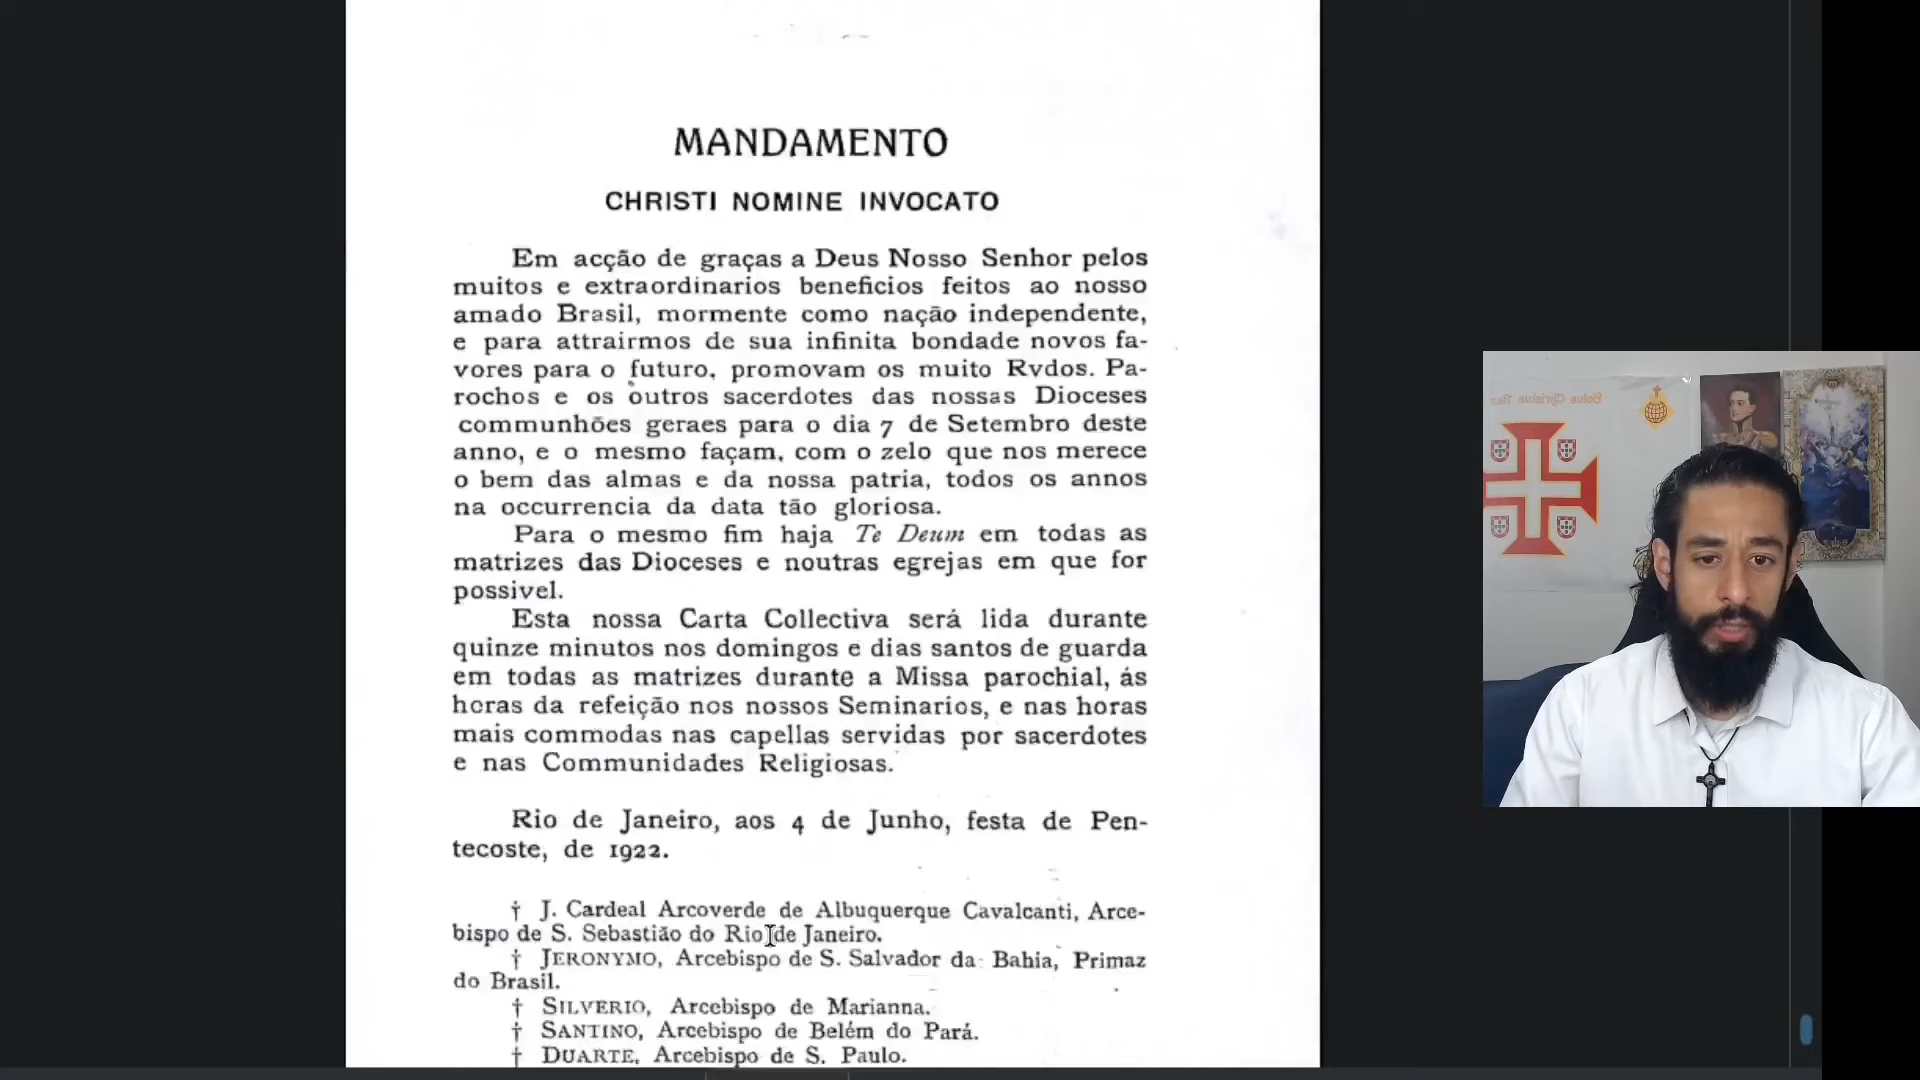 MANDAMENTO
CHRISTI NOMINE INVOCATO
Em acção de graças a Deus Nosso Senhor pelos
muitos e extraordinarios beneficios feitos ao nosso
amado Brasil, mormente como nação independente,
e para attrairmos de sua infinita bondade novos fa-
vores para o futuro, promovam os muito Rvdos. Pa-
rochos e os outros sacerdotes das nossas Dioceses
communhões geraes para o dia 7 de Setembro deste
anno, e o mesmo façam, com o zelo que nos merece
o bem das almas e da nossa patria, todos os annos
na occurrencia da data tão gloriosa.
Para o mesmo fim haja Te Deum em todas as
matrizes das Dioceses e noutras egrejas em que for
possivel.
Esta nossa Carta Collectiva será lida durante
quinze minutos nos domingos e dias santos de guarda
em todas as matrizes durante a Missa parochial, ás
horas da refeição nos nossos Seminarios, e nas horas
mais commodas nas capellas servidas por sacerdotes
e nas Communidades Religiosas.
Rio de Janeiro, aos 4 de Junho, festa de Pen-
tecoste, de 1922.
† J. Cardeal Arcoverde de Albuquerque Cavalcanti, Arce-
bispo de S. Sebastião do Rio de Janeiro.
† JERONYMO, Arcebispo de S. Salvador da Bahia, Primaz
do Brasil.
† SILVERIO, Arcebispo de Marianna.
† SANTINO, Arcebispo de Belém do Pará.
† DUARTE, Arcebispo de S. Paulo.